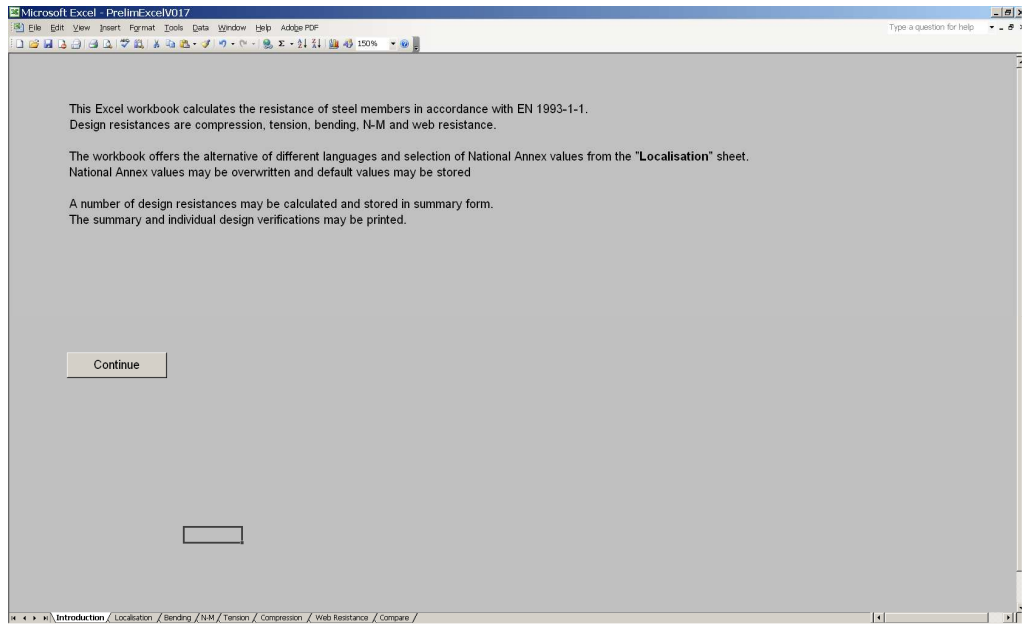 Microsoft Excel - PrelimExcelV017
File Edit View Insert Format Tools Data Window Help Adobe PDF
Type a question for help
150%
This Excel workbook calculates the resistance of steel members in accordance with EN 1993-1-1.
Design resistances are compression, tension, bending, N-M and web resistance.
The workbook offers the alternative of different languages and selection of National Annex values from the "Localisation" sheet.
National Annex values may be overwritten and default values may be stored
A number of design resistances may be calculated and stored in summary form.
The summary and individual design verifications may be printed.
Continue
Introduction / Localisation / Bending / N-M / Tension / Compression / Web Resistance / Compare /